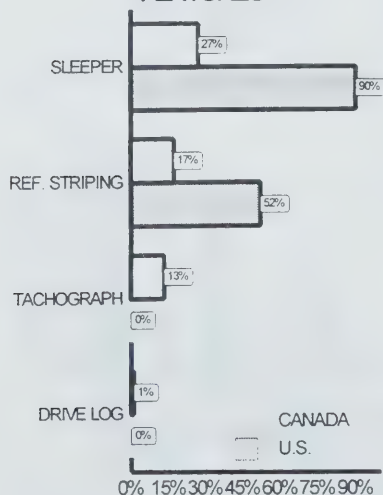 27%
SLEEPER
90%
17%
REF. STRIPING
52%
13%
TACHOGRAPH
0%
1%
DRIVE LOG
0%
CANADA
U.S.
0% 15% 30% 45% 60% 75% 90%